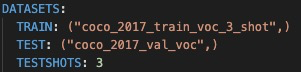 DATASETS:
TRAIN: ("coco_2017_train_voc_3_shot",)
TEST: ("coco_2017_val_voc",)
TESTSHOTS: 3